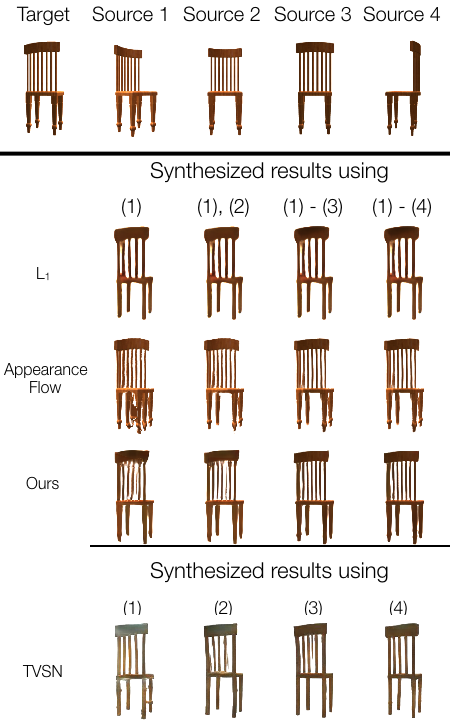 Target Source 1 Source 2 Source 3 Source 4
Synthesized results using
(1) (1), (2) (1) - (3) (1) - (4)
L₁
Appearance
Flow
Ours
Synthesized results using
(1) (2) (3) (4)
TVSN